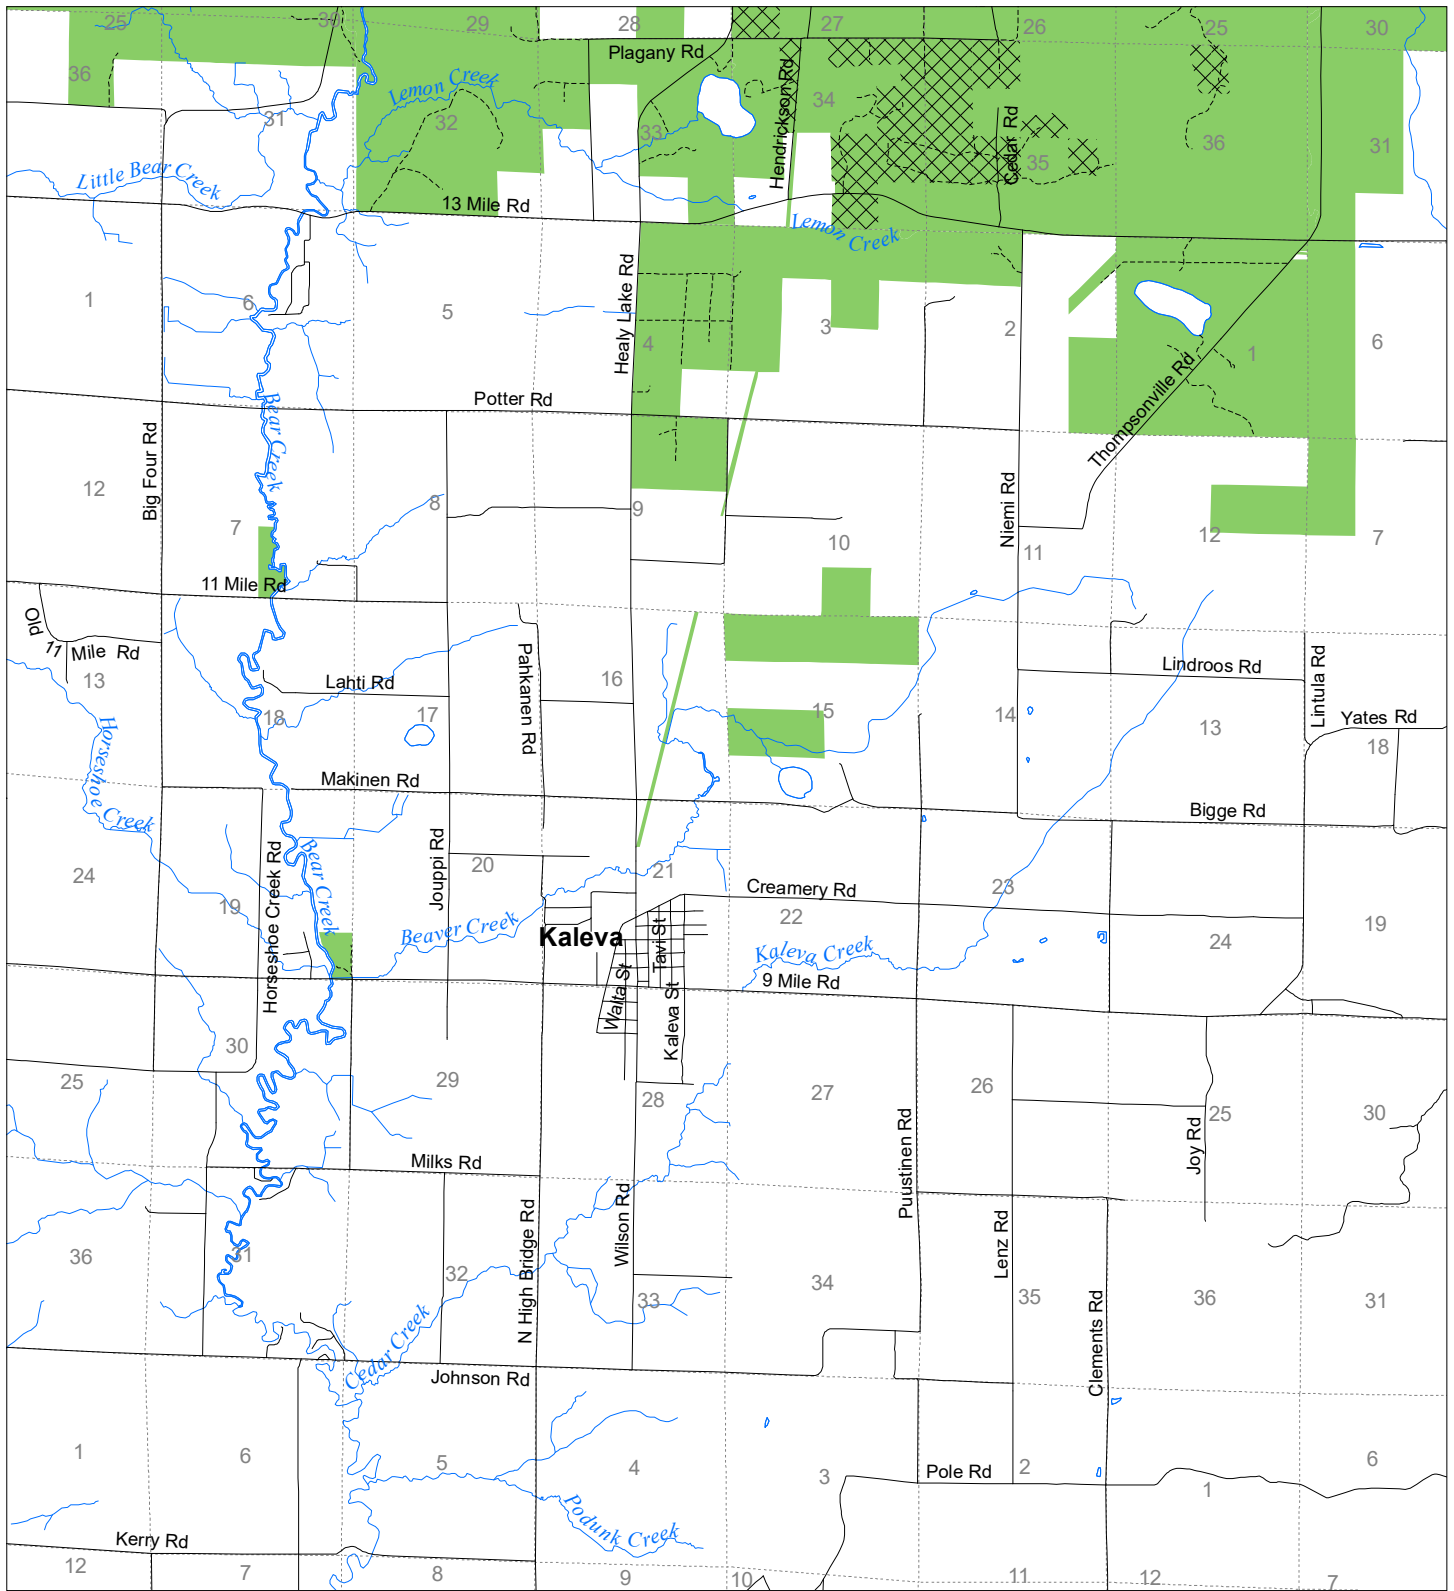 25
30
29
28
27
26
25
30
Plagany Rd
36
Lemon Creek
31
32
33
Hendrickson Rd
34
Cedar Rd
35
36
31
Little Bear Creek
13 Mile Rd
Lemon Creek
1
6
5
Healy Lake Rd
4
3
2
1
6
Thompsonville Rd
Potter Rd
Bear Creek
Big Four Rd
12
7
8
9
10
Niemi Rd
11
12
7
11 Mile Rd
Old 11 Mile Rd
13
Lahti Rd
18
17
Pahkanen Rd
16
15
14
Lindroos Rd
13
Lintula Rd
Yates Rd
18
Horseshoe Creek
Makinen Rd
Bigge Rd
24
19
Horseshoe Creek Rd
Bear Creek
Jouppi Rd
20
21
Creamery Rd
22
23
24
19
Beaver Creek
Kaleva
Tavi St
Walta St
Kaleva St
Kaleva Creek
9 Mile Rd
30
25
29
28
27
26
25
30
Puustinen Rd
Joy Rd
Milks Rd
N High Bridge Rd
Wilson Rd
Lenz Rd
36
31
32
33
34
35
36
31
Clements Rd
Cedar Creek
Johnson Rd
1
6
5
4
3
Pole Rd
2
1
6
Podunk Creek
Kerry Rd
12
7
8
9
10
11
12
7